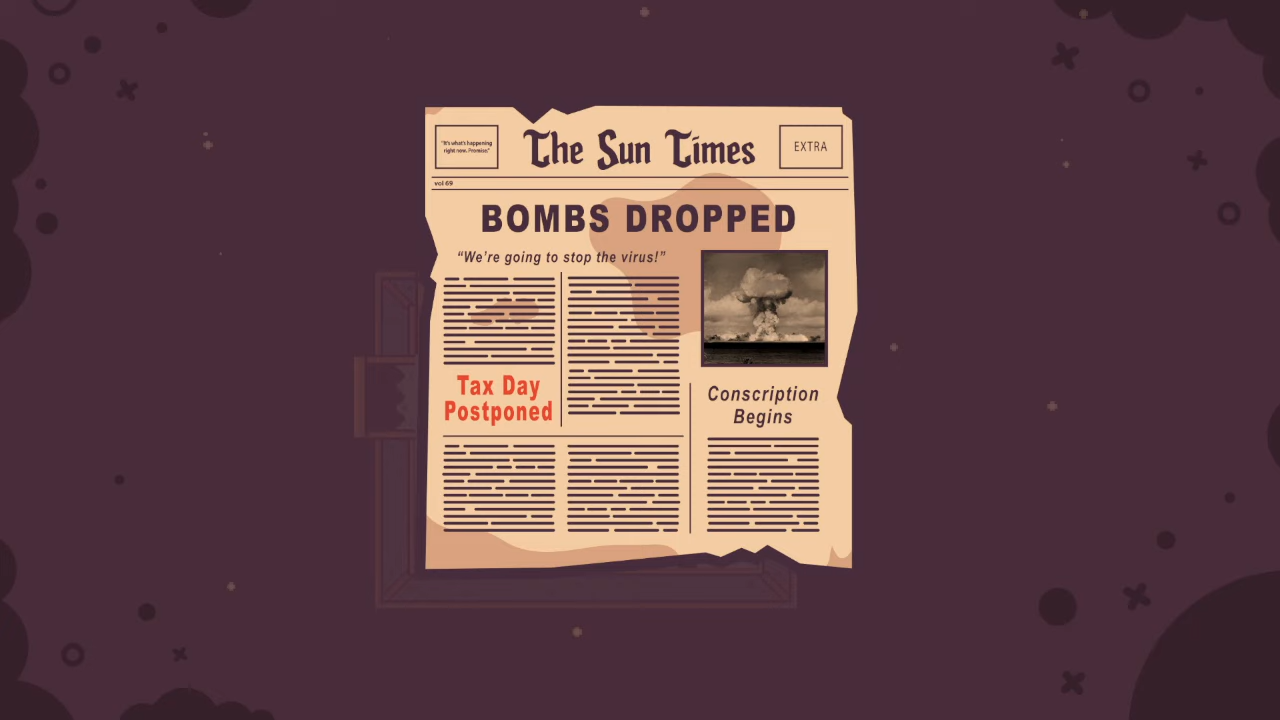 "It's what's happening
right now. Promise."
The Sun Times
EXTRA
vol 69
BOMBS DROPPED
“We’re going to stop the virus!”
Tax Day
Postponed
Conscription
Begins